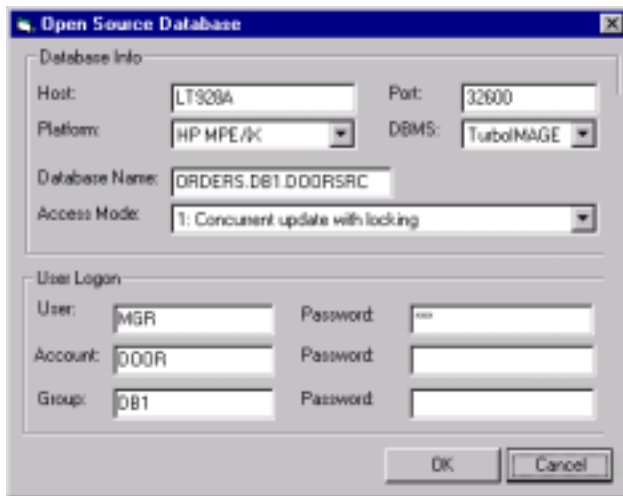 Open Source Database
Database Info
Host: LT928A Port: 32600
Platform: HP MPE/iX DBMS: TurboIMAGE
Database Name: ORDERS.DB1.DOORSRC
Access Mode: 1: Concurrent update with locking
User Logon
User: MGR Password: ***
Account: DOOR Password:
Group: DB1 Password:
OK Cancel